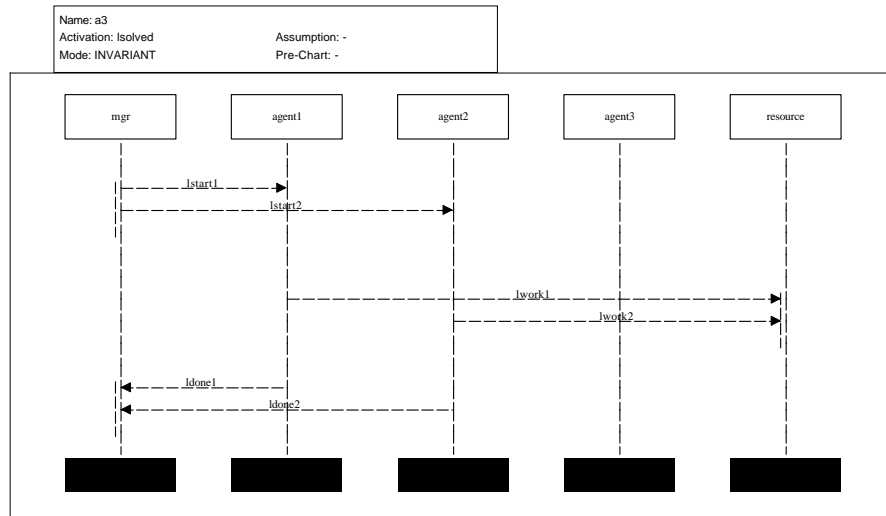 Name: a3
Activation: lsolved Assumption: -
Mode: INVARIANT Pre-Chart: -
mgr agent1 agent2 agent3 resource
lstart1
lstart2
lwork1
lwork2
ldone1
ldone2